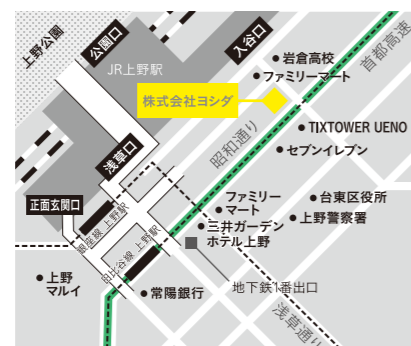 上野公園
公園口
JR上野駅
入谷口
岩倉高校
ファミリーマート
首都高速
株式会社ヨシダ
昭和通り
TIXTOWER UENO
セブンイレブン
浅草口
正面玄関口
銀座線 上野駅
日比谷線 上野駅
ファミリー
マート
三井ガーデン
ホテル上野
台東区役所
上野警察署
上野
マルイ
常陽銀行
地下鉄1番出口
浅草通り